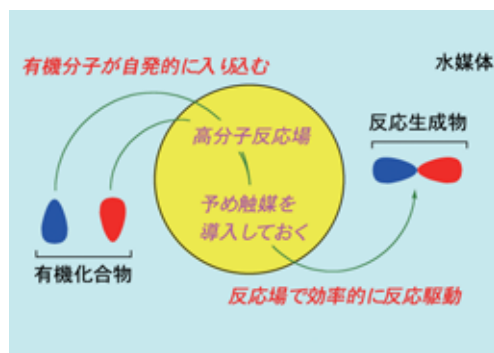 有機分子が自発的に入り込む
水媒体
高分子反応場
反応生成物
予め触媒を
導入しておく
有機化合物
反応場で効率的に反応駆動